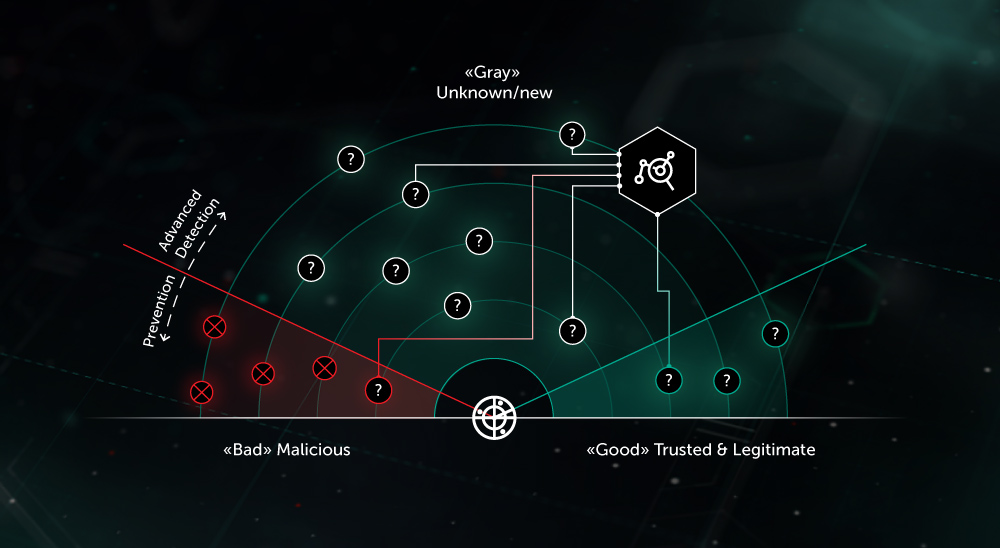 «Gray»
Unknown/new
?
?
?
?
?
?
?
?
?
?
?
?
Advanced
Detection
Prevention
«Bad» Malicious
«Good» Trusted & Legitimate